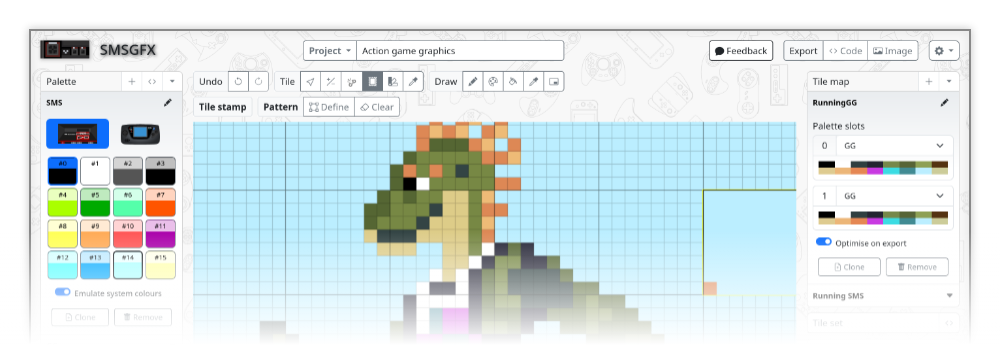 SMSGFX
Project
Action game graphics
Feedback
Export
<> Code
Image
Palette
<>
Undo
Tile
Draw
Tile map
SMS
Tile stamp
Pattern
Define
Clear
RunningGG
Palette slots
#0 #1 #2 #3
0 GG
#4 #5 #6 #7
1 GG
#8 #9 #10 #11
Optimise on export
#12 #13 #14 #15
Clone
Remove
Emulate system colours
Running SMS
Clone
Remove
Tile set